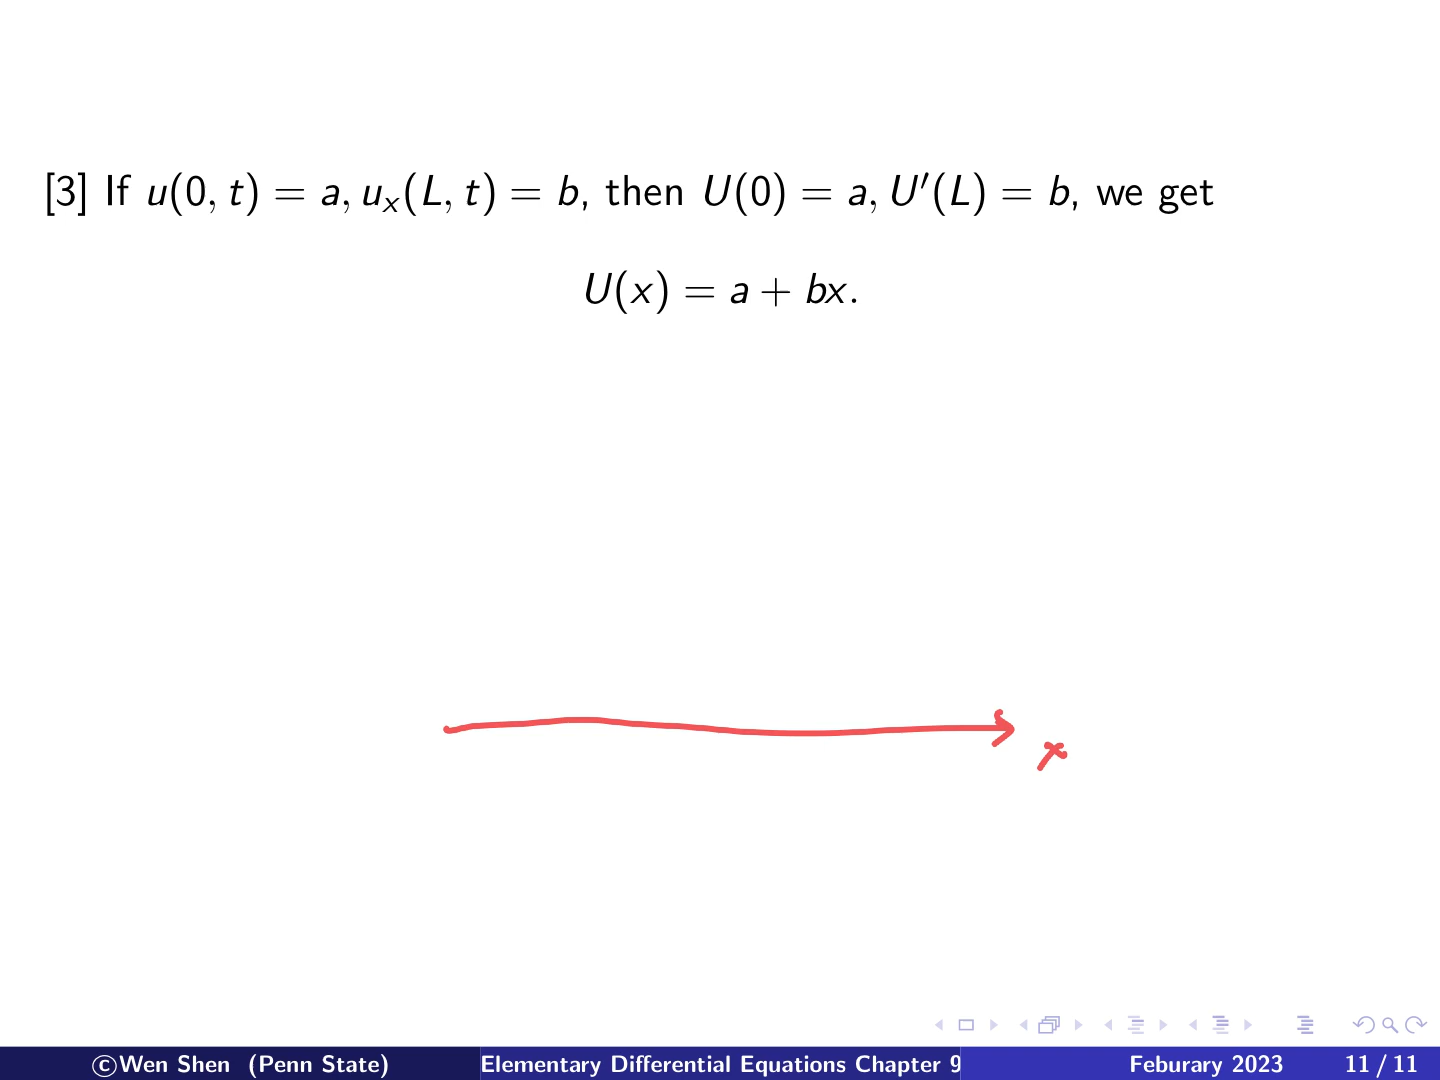 [3] If u(0, t) = a, uₓ(L, t) = b, then U(0) = a, U′(L) = b, we get
U(x) = a + bx.
x
©Wen Shen (Penn State) Elementary Differential Equations Chapter 9 Feburary 2023 11 / 11